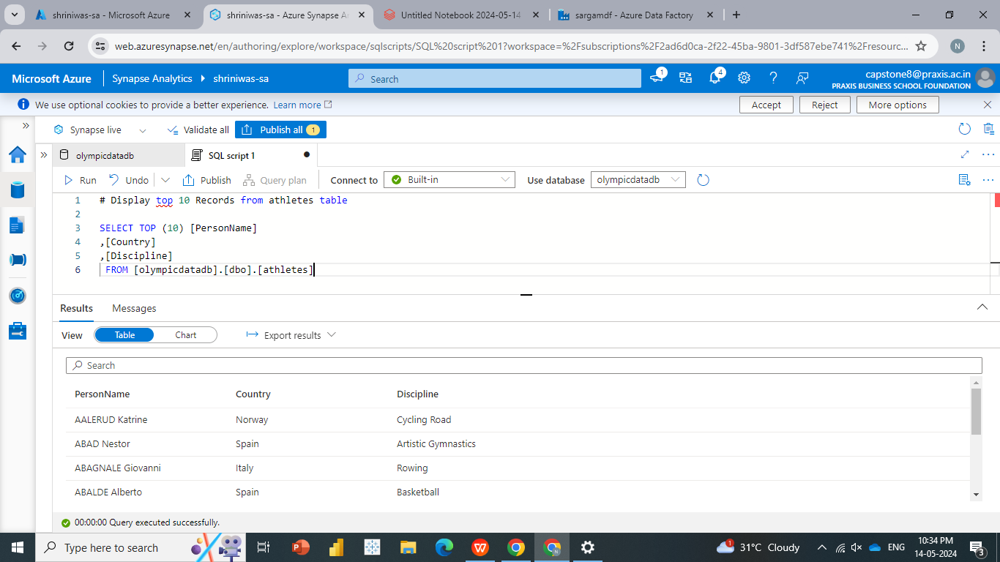 shriniwas-sa - Microsoft Azure
shriniwas-sa - Azure Synapse A
Untitled Notebook 2024-05-14
sargamdf - Azure Data Factory
web.azuresynapse.net/en/authoring/explore/workspace/sqlscripts/SQL%20script%201?workspace=%2Fsubscriptions%2F2ad6d0ca-2f22-45ba-9801-3df587ebe741%2Fresourc...
N
Microsoft Azure
Synapse Analytics
shriniwas-sa
Search
1
4
capstone8@praxis.ac.in
PRAXIS BUSINESS SCHOOL FOUNDATION
We use optional cookies to provide a better experience. Learn more
Accept
Reject
More options
Synapse live
Validate all
Publish all 1
olympicdatadb
SQL script 1
Run
Undo
Publish
Query plan
Connect to
Built-in
Use database
olympicdatadb
1 # Display top 10 Records from athletes table
2
3 SELECT TOP (10) [PersonName]
4 ,[Country]
5 ,[Discipline]
6 FROM [olympicdatadb].[dbo].[athletes]
Results
Messages
View
Table
Chart
Export results
Search
PersonName Country Discipline
AALERUD Katrine Norway Cycling Road
ABAD Nestor Spain Artistic Gymnastics
ABAGNALE Giovanni Italy Rowing
ABALDE Alberto Spain Basketball
00:00:00 Query executed successfully.
Type here to search
1
31°C Cloudy
ENG
10:34 PM
14-05-2024
3